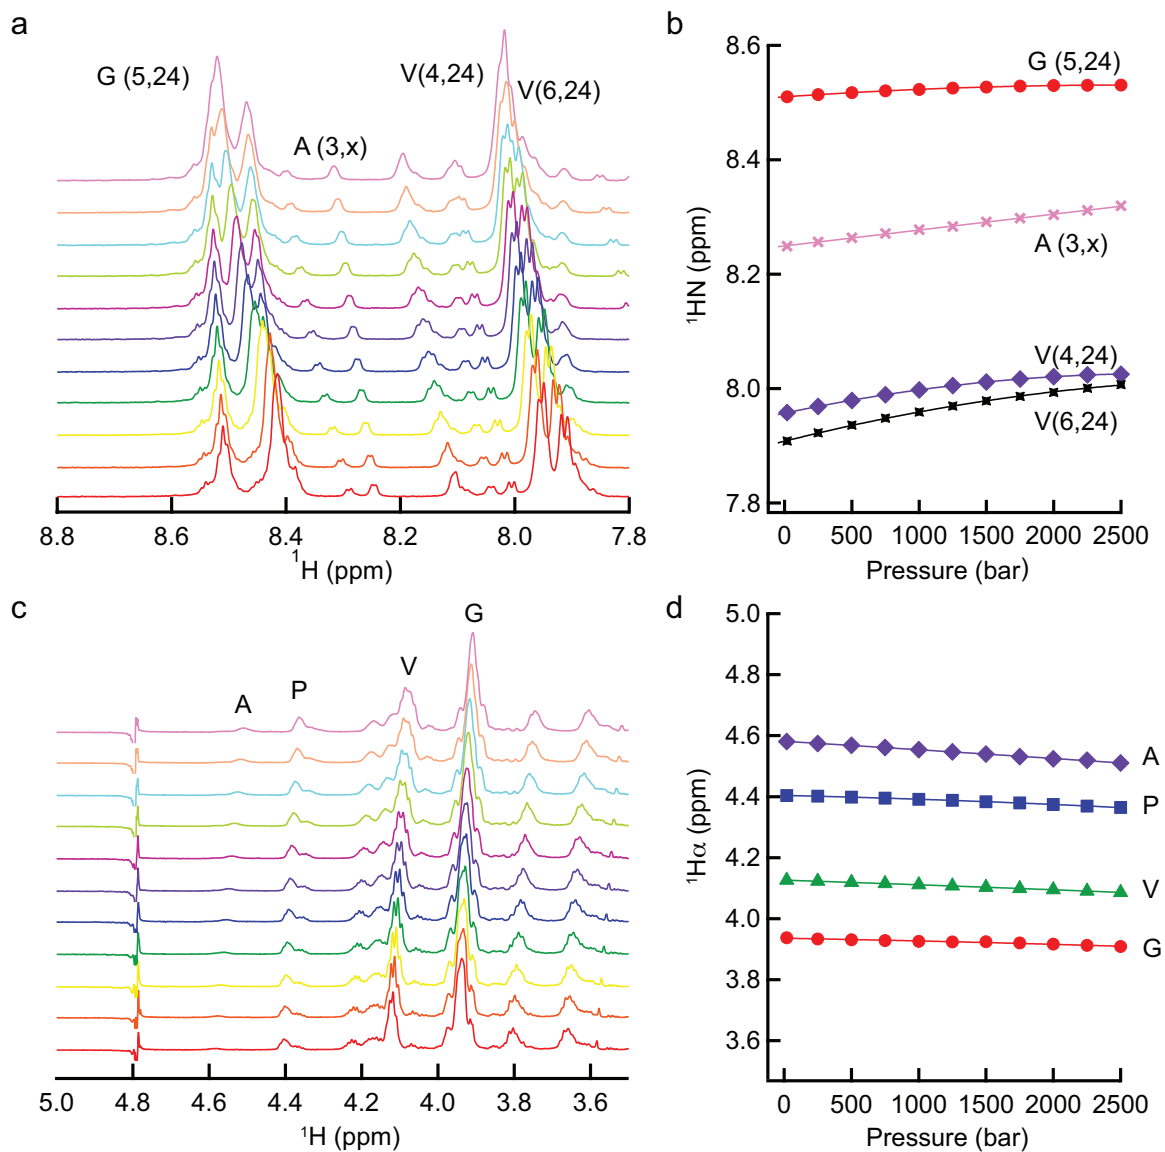 a
G (5,24)
A (3,x)
V(4,24)
V(6,24)
8.8
8.6
8.4
8.2
8.0
7.8
¹H (ppm)
b
8.6
8.4
8.2
8.0
7.8
¹HN (ppm)
G (5,24)
A (3,x)
V(4,24)
V(6,24)
0
500
1000
1500
2000
2500
Pressure (bar)
c
A
P
V
G
5.0
4.8
4.6
4.4
4.2
4.0
3.8
3.6
¹H (ppm)
d
5.0
4.8
4.6
4.4
4.2
4.0
3.8
3.6
¹Hα (ppm)
A
P
V
G
0
500
1000
1500
2000
2500
Pressure (bar)